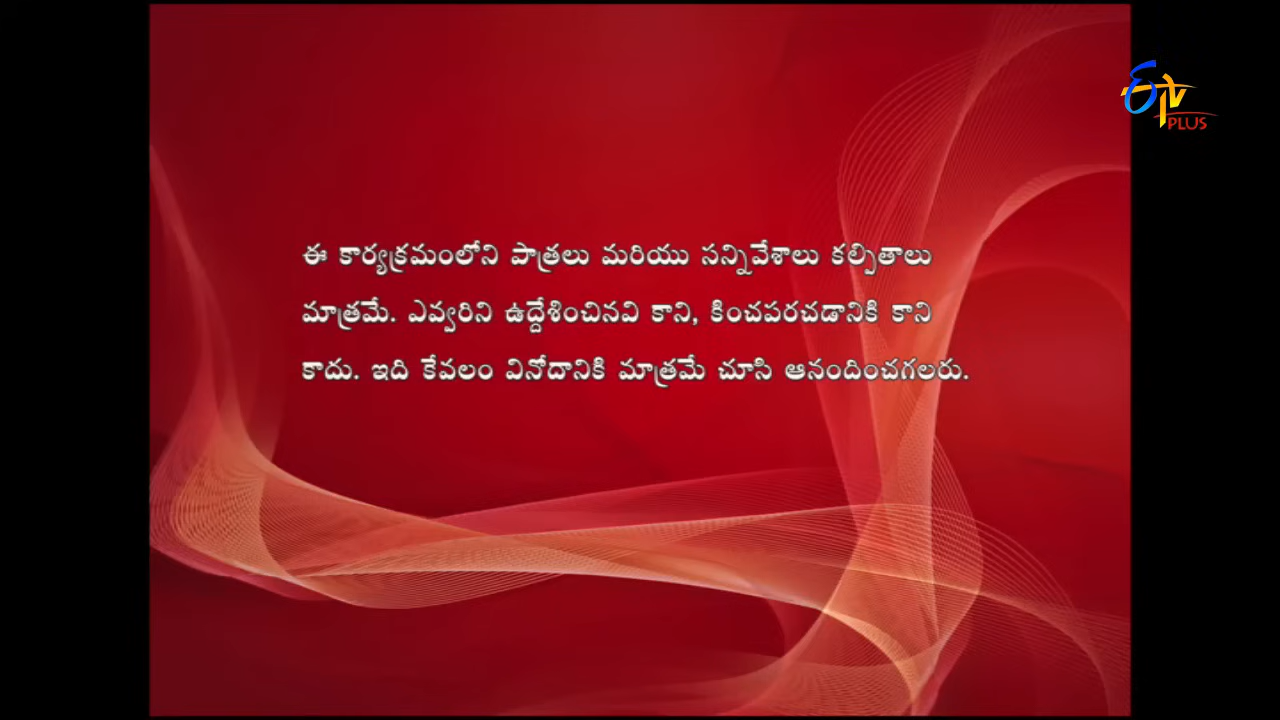 ఈ కార్యక్రమంలోని పాత్రలు మరియు సన్నివేశాలు కల్పితాలు
మాత్రమే. ఎవ్వరిని ఉద్దేశించినవి కాని, కించపరచడానికి కాని
కాదు. ఇది కేవలం వినోదానికి మాత్రమే చూసి ఆనందించగలరు.
ETV
PLUS